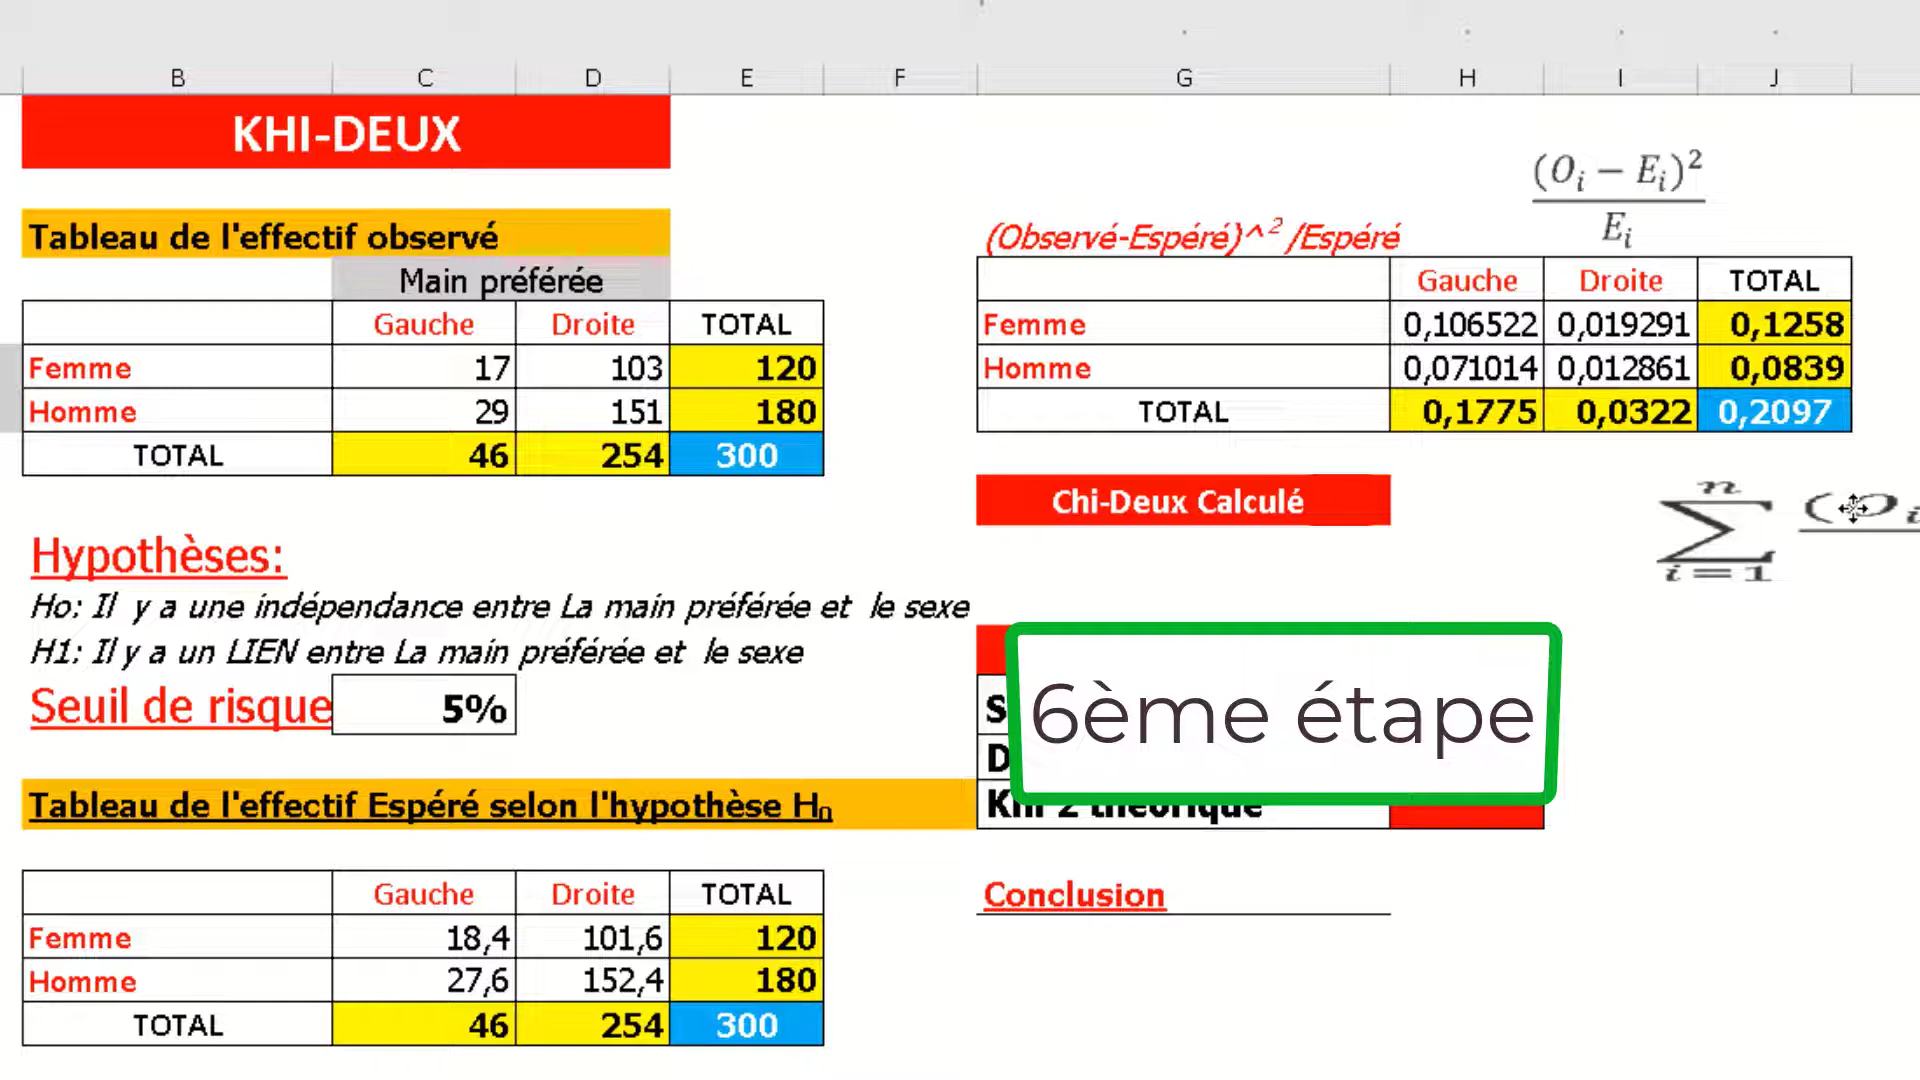 B C D E F G H I J
KHI-DEUX
Tableau de l'effectif observé
Main préférée
Gauche Droite TOTAL
Femme 17 103 120
Homme 29 151 180
TOTAL 46 254 300
Hypothèses:
Ho: Il y a une indépendance entre La main préférée et le sexe
H1: Il y a un LIEN entre La main préférée et le sexe
Seuil de risque 5%
Tableau de l'effectif Espéré selon l'hypothèse H₀
Gauche Droite TOTAL
Femme 18,4 101,6 120
Homme 27,6 152,4 180
TOTAL 46 254 300
(Oᵢ − Eᵢ)²
Eᵢ
(Observé-Espéré)^² /Espéré
Gauche Droite TOTAL
Femme 0,106522 0,019291 0,1258
Homme 0,071014 0,012861 0,0839
TOTAL 0,1775 0,0322 0,2097
Chi-Deux Calculé
n
∑ (Oᵢ
i=1
6ème étape
S
D
Khi 2 théorique
Conclusion